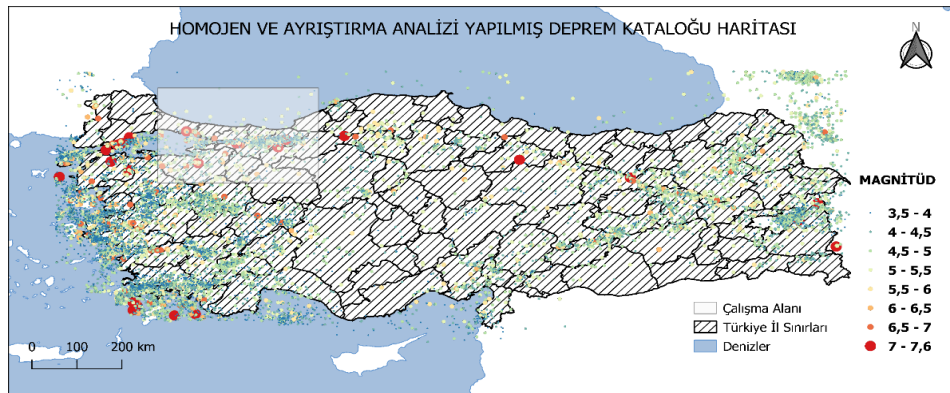 HOMOJEN VE AYRIŞTIRMA ANALİZİ YAPILMIŞ DEPREM KATALOĞU HARİTASI
N
MAGNİTÜD
3,5 - 4
4 - 4,5
4,5 - 5
5 - 5,5
5,5 - 6
6 - 6,5
6,5 - 7
7 - 7,6
Çalışma Alanı
Türkiye İl Sınırları
Denizler
0 100 200 km